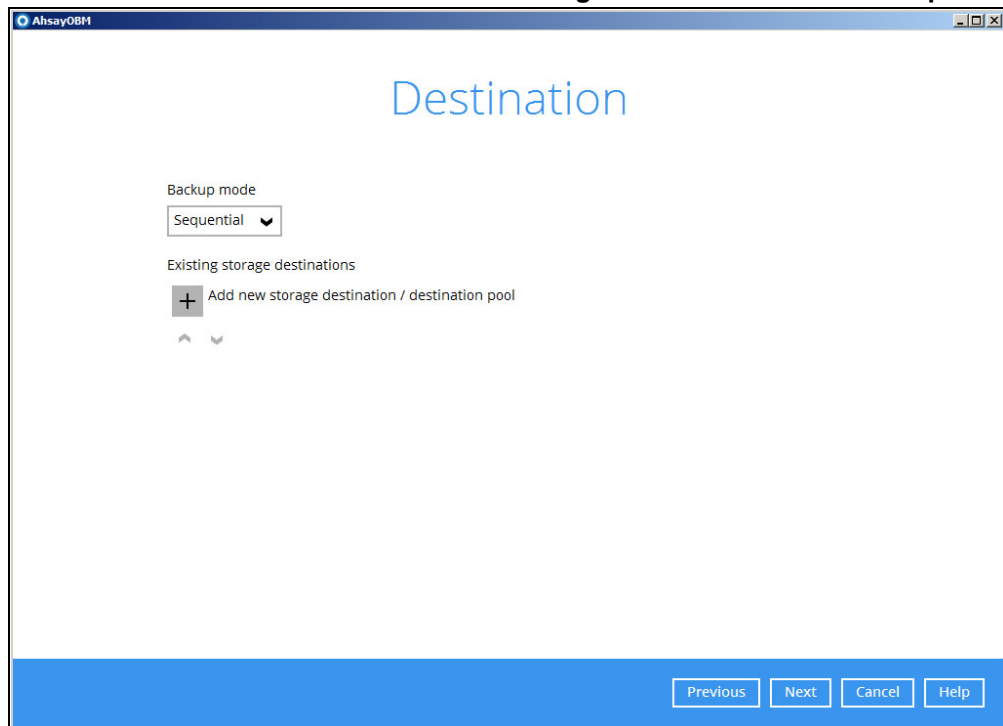 AhsayOBM
Destination
Backup mode
Sequential
Existing storage destinations
Add new storage destination / destination pool
Previous Next Cancel Help